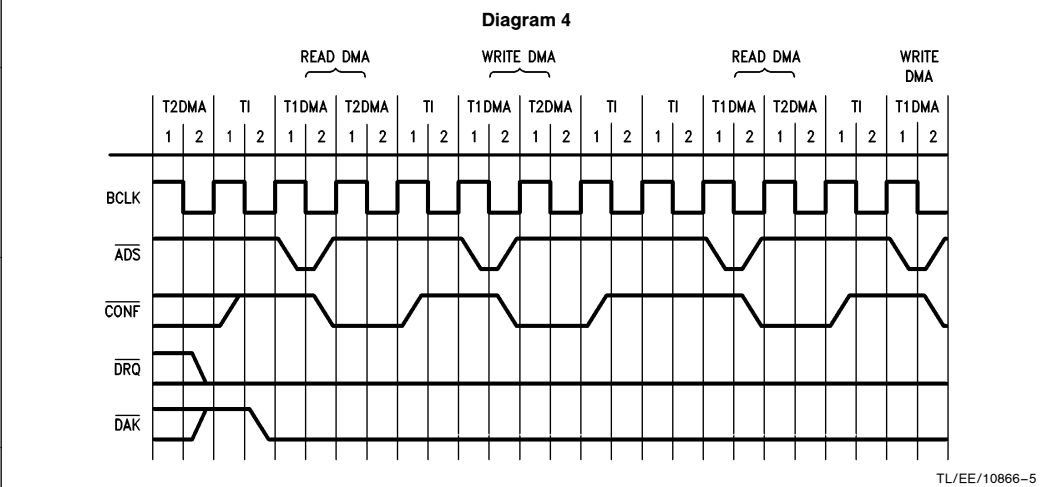 Diagram 4
READ DMA WRITE DMA READ DMA WRITE
DMA
T2DMA TI T1DMA T2DMA TI T1DMA T2DMA TI TI T1DMA T2DMA TI T1DMA
1 2 1 2 1 2 1 2 1 2 1 2 1 2 1 2 1 2 1 2 1 2 1 2 1 2
BCLK
ADS
CONF
DRQ
DAK
TL/EE/10866–5